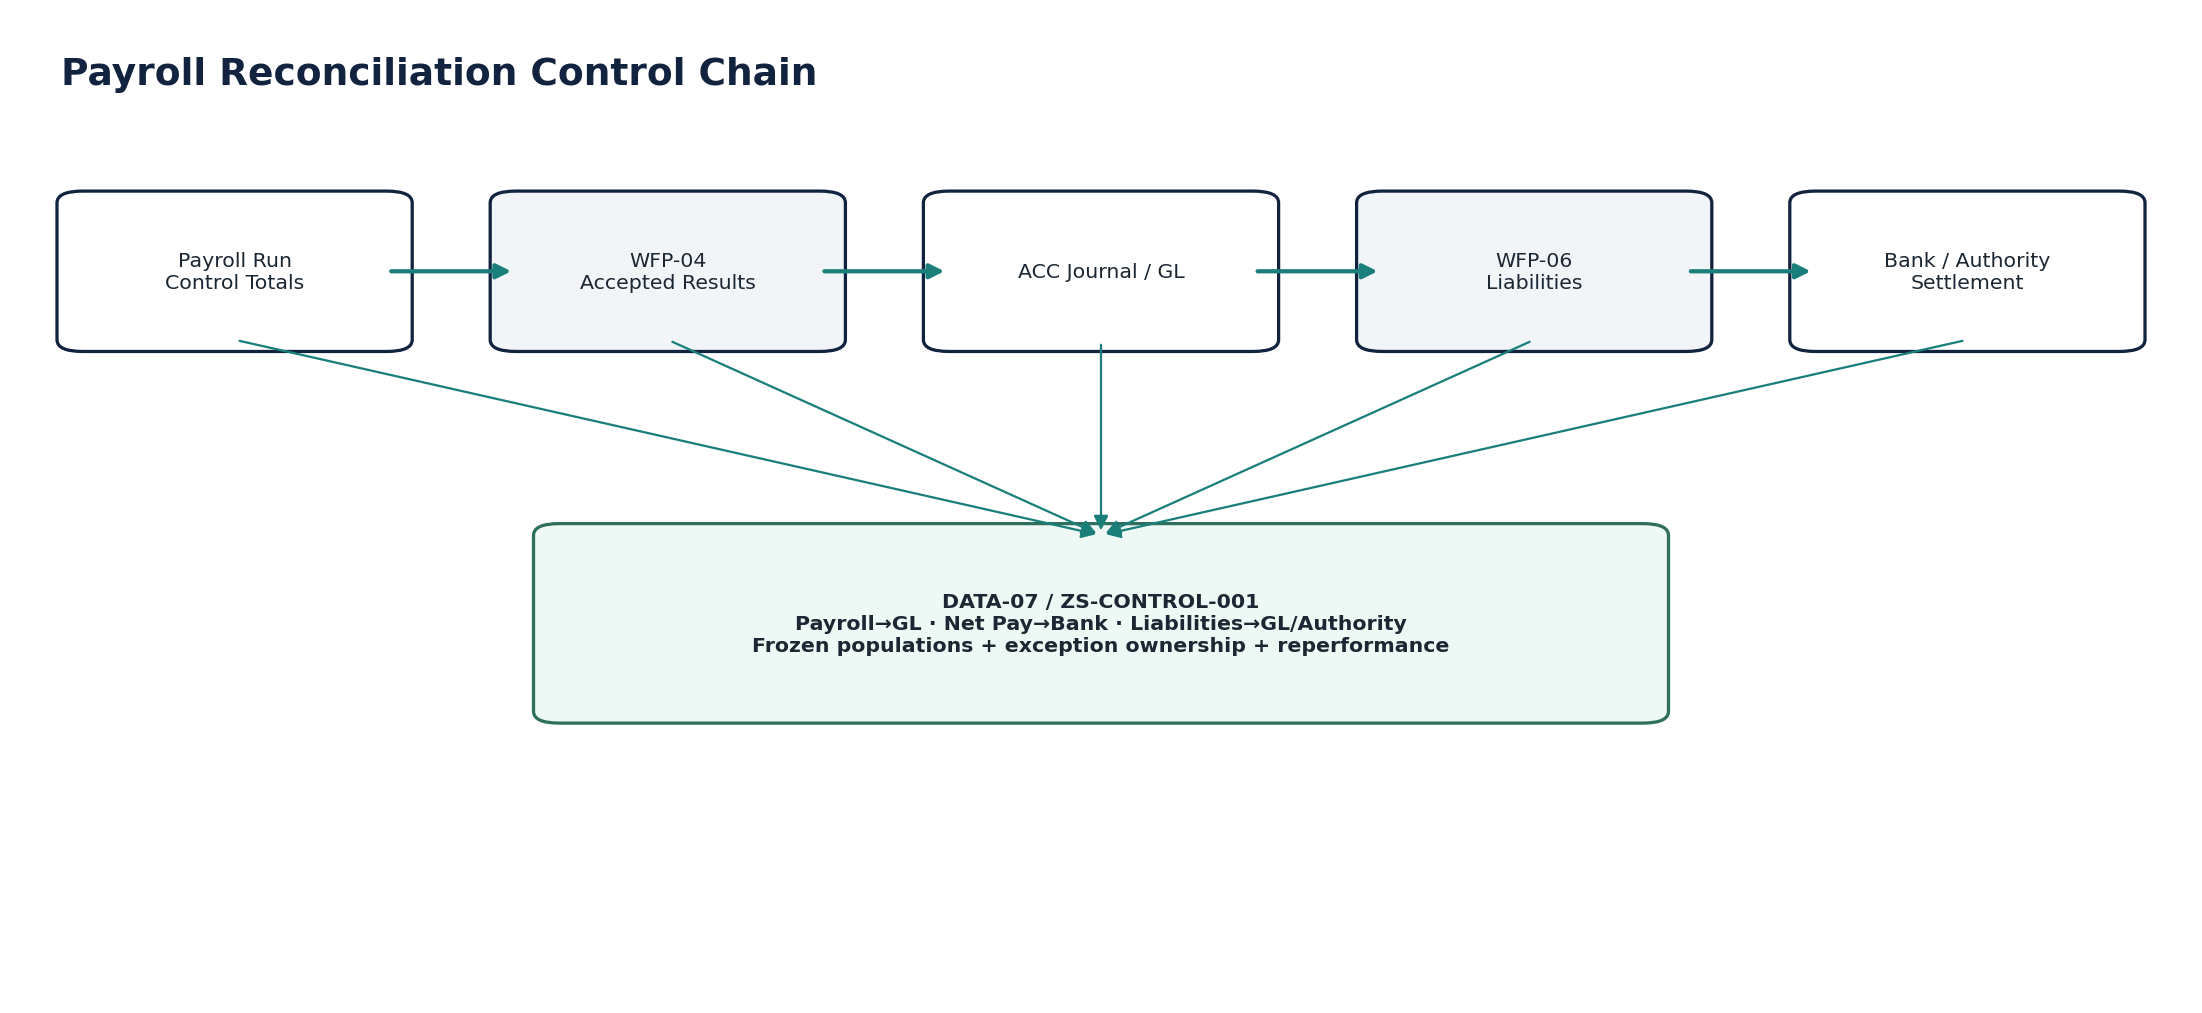 Payroll Reconciliation Control Chain
Payroll Run
Control Totals
WFP-04
Accepted Results
ACC Journal / GL
WFP-06
Liabilities
Bank / Authority
Settlement
DATA-07 / ZS-CONTROL-001
Payroll→GL · Net Pay→Bank · Liabilities→GL/Authority
Frozen populations + exception ownership + reperformance